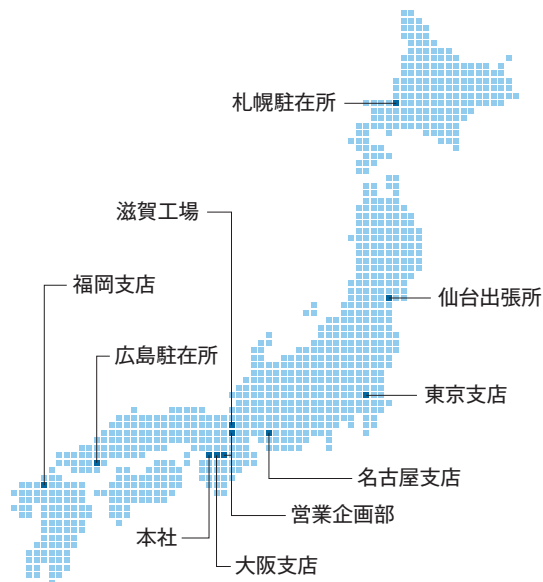 札幌駐在所
滋賀工場
福岡支店
仙台出張所
広島駐在所
東京支店
名古屋支店
営業企画部
本社
大阪支店